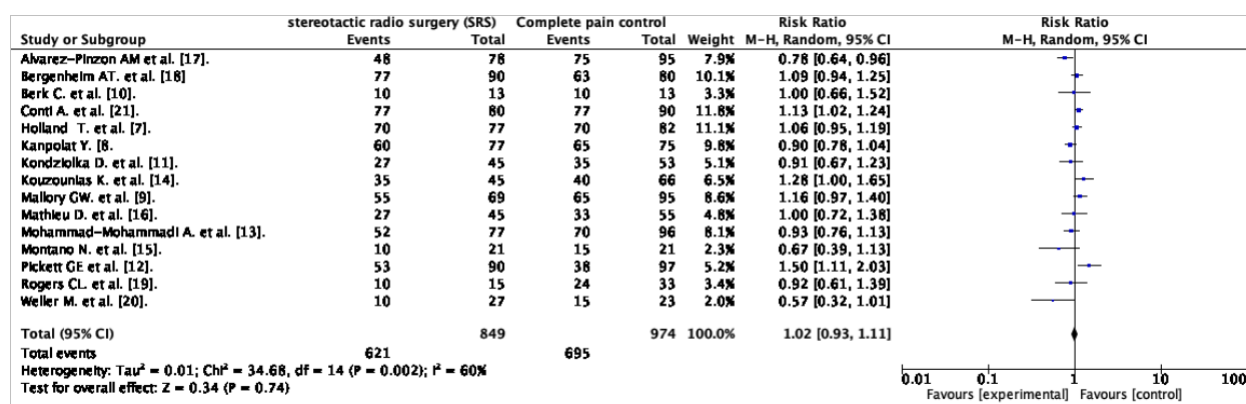 stereotactic radio surgery (SRS) Complete pain control Risk Ratio Risk Ratio
Study or Subgroup Events Total Events Total Weight M-H, Random, 95% CI M-H, Random, 95% CI
Alvarez-Pinzon AM et al. [17]. 48 78 75 95 7.9% 0.78 [0.64, 0.96]
Bergenheim AT. et al. [18] 77 90 63 80 10.1% 1.09 [0.94, 1.25]
Berk C. et al. [10]. 10 13 10 13 3.3% 1.00 [0.66, 1.52]
Conti A. et al. [21]. 77 80 77 90 11.8% 1.13 [1.02, 1.24]
Holland T. et al. [7]. 70 77 70 82 11.1% 1.06 [0.95, 1.19]
Kanpolat Y. [8. 60 77 65 75 9.8% 0.90 [0.78, 1.04]
Kondziolka D. et al. [11]. 27 45 35 53 5.1% 0.91 [0.67, 1.23]
Kouzounias K. et al. [14]. 35 45 40 66 6.5% 1.28 [1.00, 1.65]
Mallory GW. et al. [9]. 55 69 65 95 8.6% 1.16 [0.97, 1.40]
Mathieu D. et al. [16]. 27 45 33 55 4.8% 1.00 [0.72, 1.38]
Mohammad-Mohammadi A. et al. [13]. 52 77 70 96 8.1% 0.93 [0.76, 1.13]
Montano N. et al. [15]. 10 21 15 21 2.3% 0.67 [0.39, 1.13]
Pickett GE et al. [12]. 53 90 38 97 5.2% 1.50 [1.11, 2.03]
Rogers CL. et al. [19]. 10 15 24 33 3.4% 0.92 [0.61, 1.39]
Weller M. et al. [20]. 10 27 15 23 2.0% 0.57 [0.32, 1.01]
Total (95% CI) 849 974 100.0% 1.02 [0.93, 1.11]
Total events 621 695
Heterogeneity: Tau² = 0.01; Chi² = 34.68, df = 14 (P = 0.002); I² = 60%
Test for overall effect: Z = 0.34 (P = 0.74)
0.01 0.1 1 10 100
Favours [experimental] Favours [control]